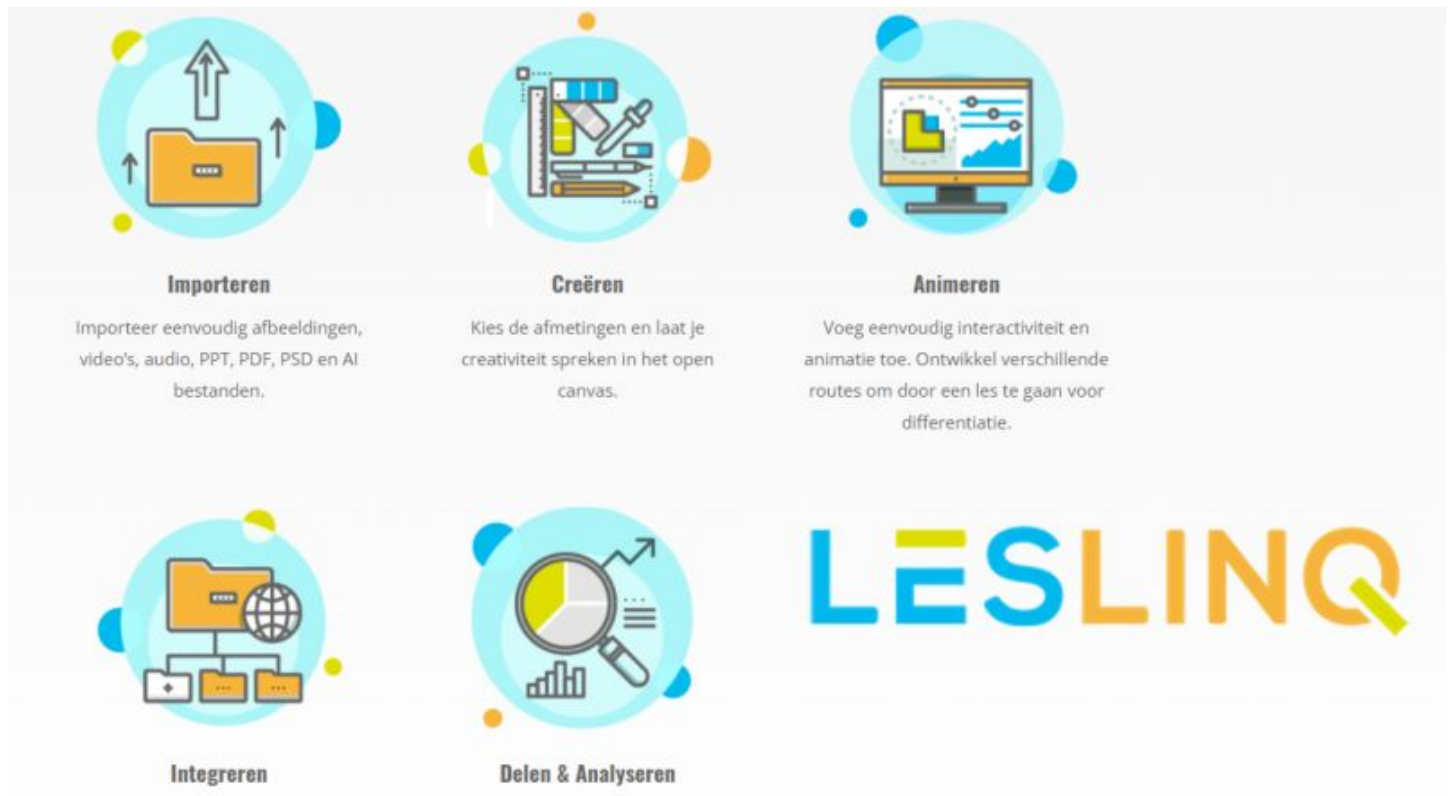 Importeren
Importeer eenvoudig afbeeldingen,
video's, audio, PPT, PDF, PSD en AI
bestanden.
Creëren
Kies de afmetingen en laat je
creativiteit spreken in het open
canvas.
Animeren
Voeg eenvoudig interactiviteit en
animatie toe. Ontwikkel verschillende
routes om door een les te gaan voor
differentiatie.
Integreren
Delen & Analyseren
LESLINQ